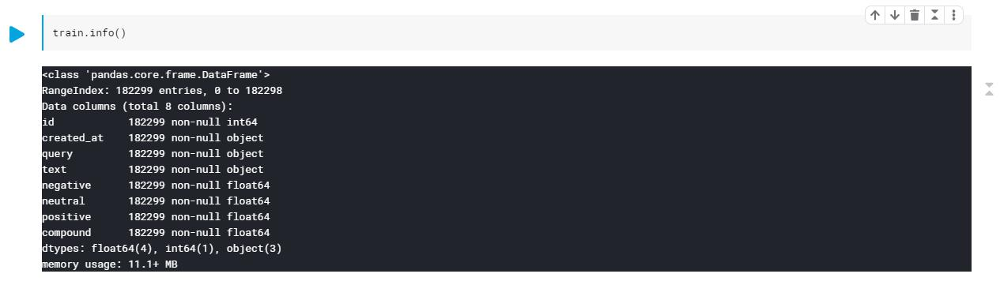 train.info()
<class 'pandas.core.frame.DataFrame'>
RangeIndex: 182299 entries, 0 to 182298
Data columns (total 8 columns):
id            182299 non-null int64
created_at    182299 non-null object
query         182299 non-null object
text          182299 non-null object
negative      182299 non-null float64
neutral       182299 non-null float64
positive      182299 non-null float64
compound      182299 non-null float64
dtypes: float64(4), int64(1), object(3)
memory usage: 11.1+ MB